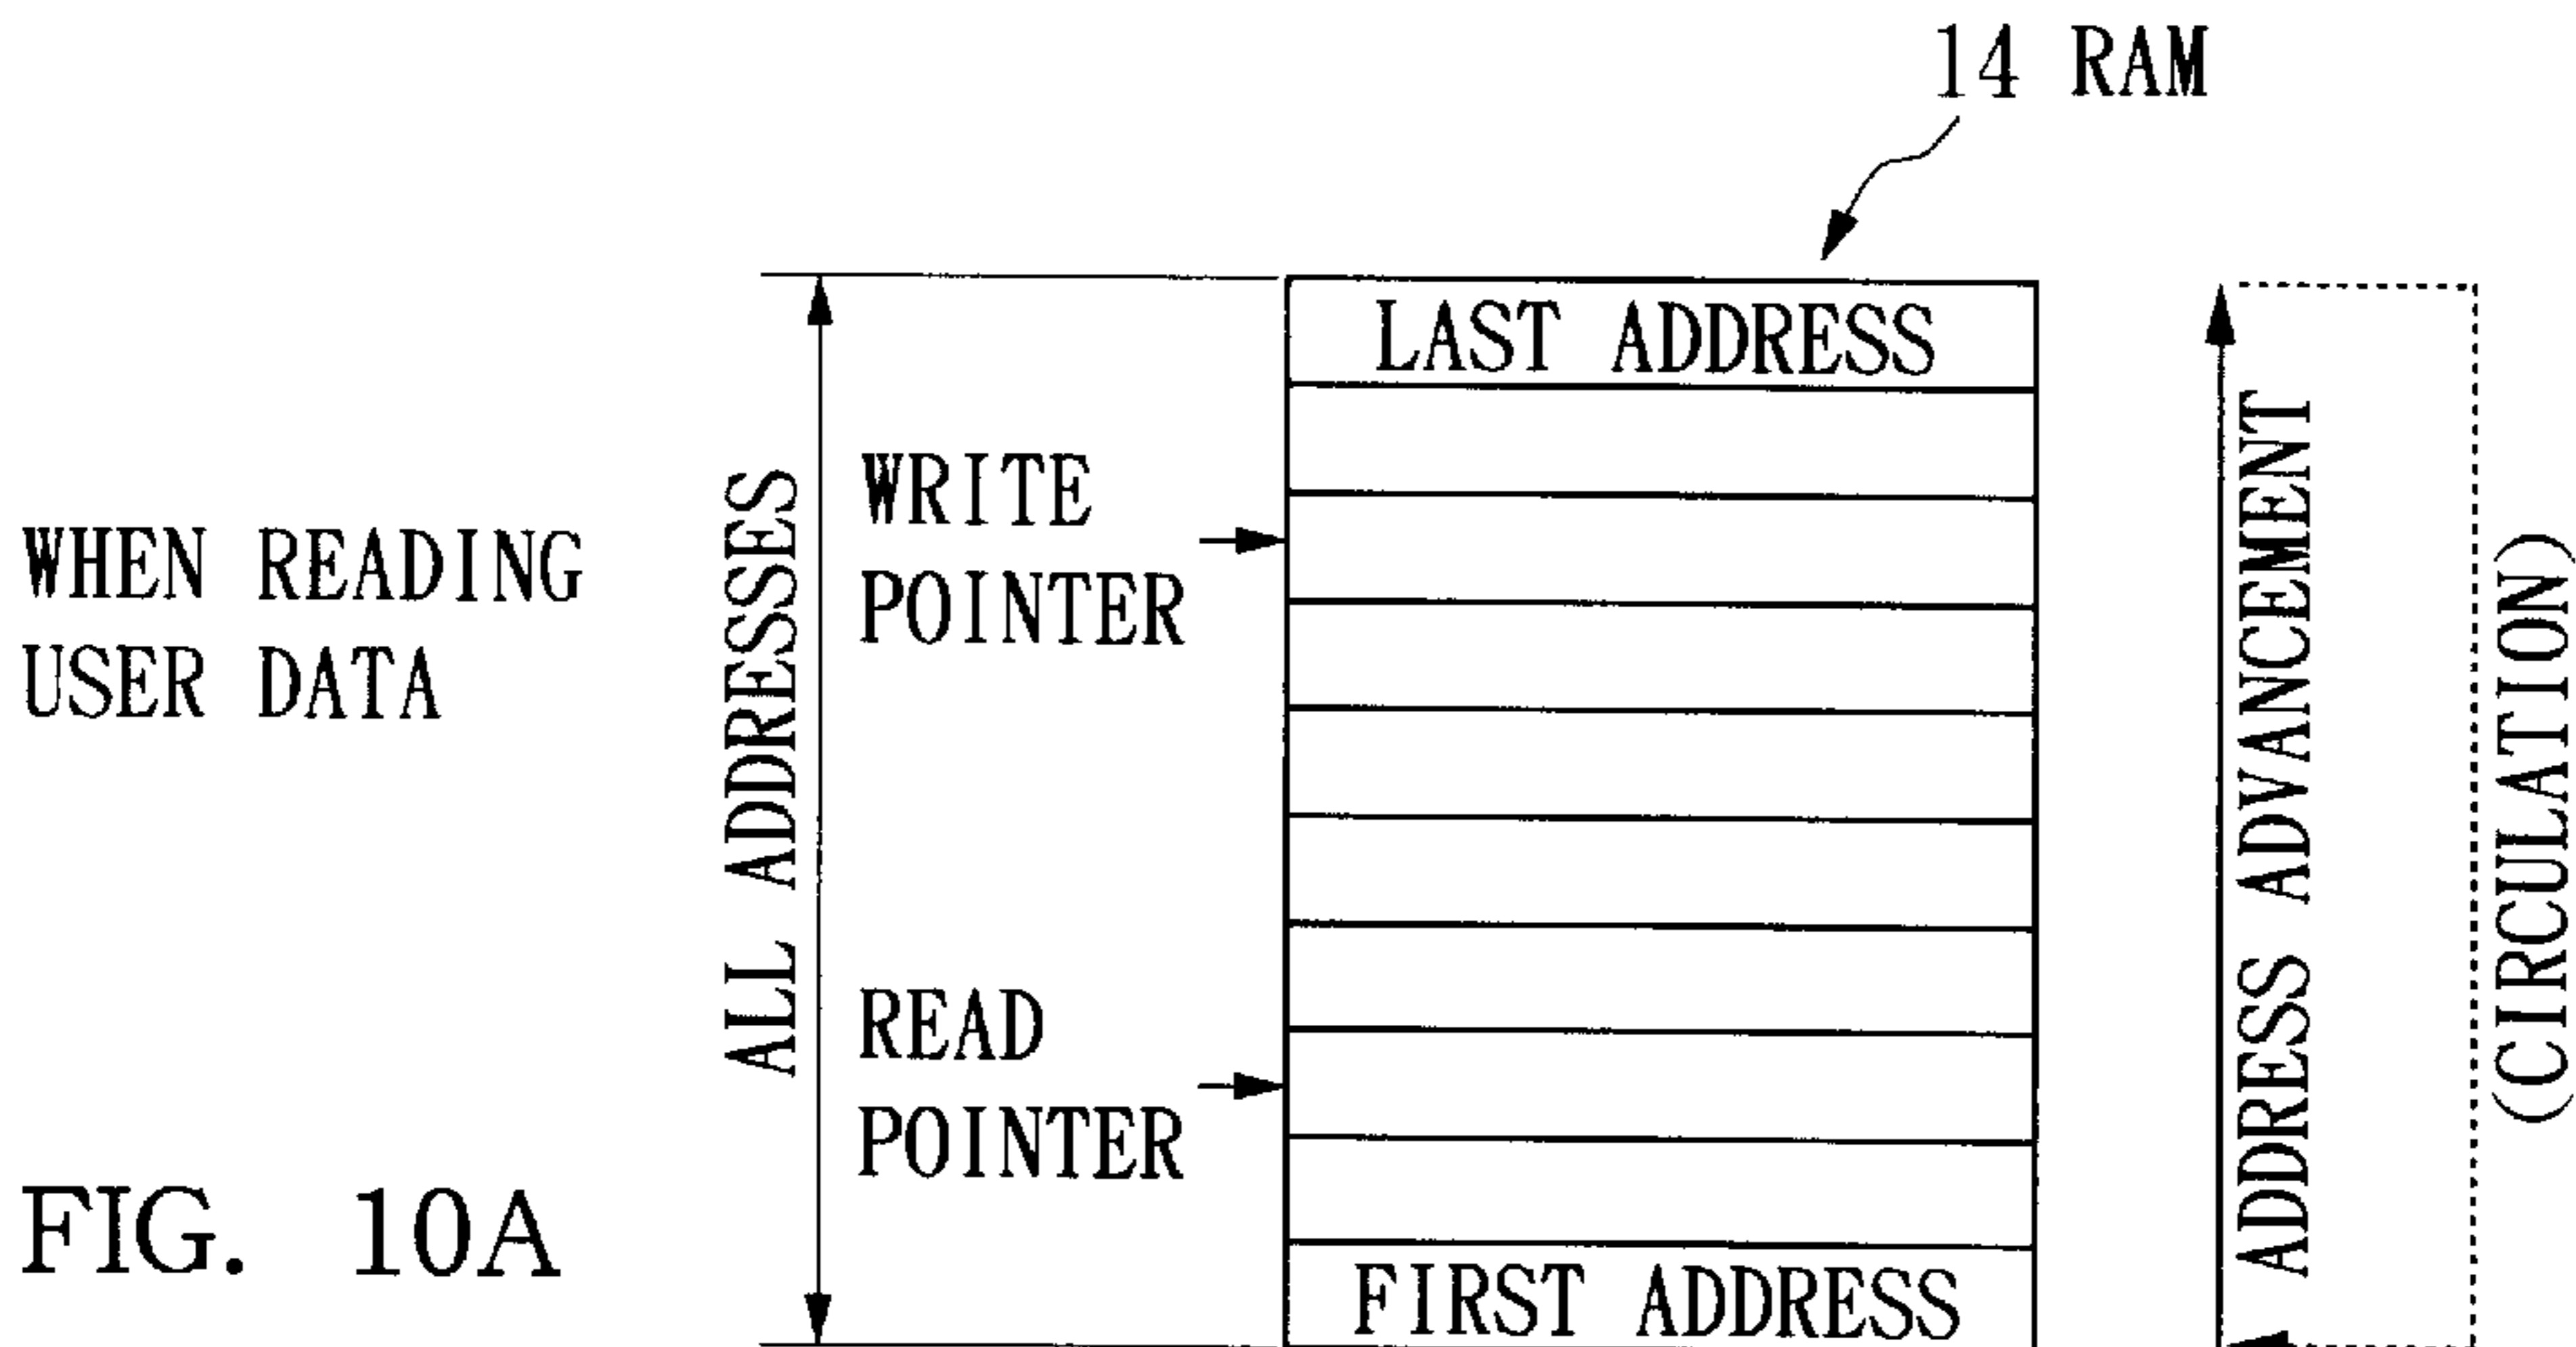 14 RAM
LAST ADDRESS
WRITE
POINTER
WHEN READING
USER DATA
ALL ADDRESSES
READ
POINTER
ADDRESS ADVANCEMENT
(CIRCULATION)
FIG. 10A
FIRST ADDRESS